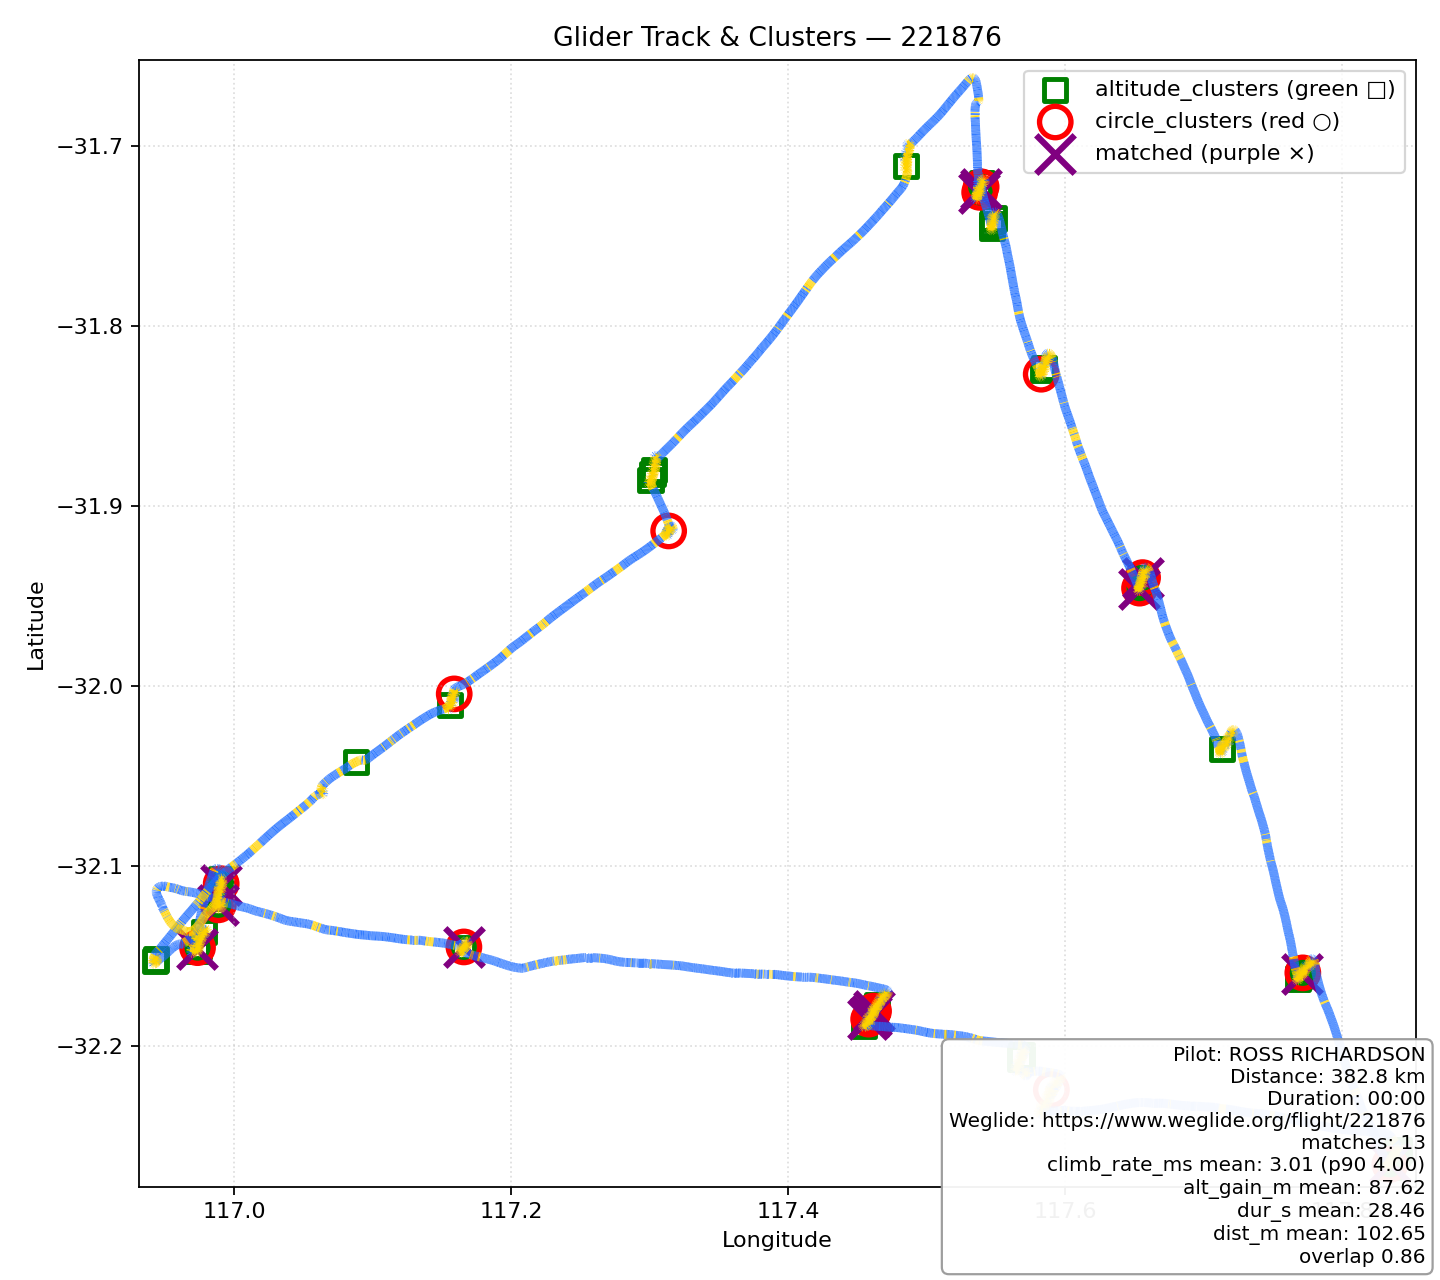 Glider Track & Clusters — 221876
altitude_clusters (green □)
circle_clusters (red ○)
matched (purple ×)
−31.7
−31.8
−31.9
−32.0
−32.1
−32.2
Latitude
117.0
117.2
117.4
117.6
Longitude
Pilot: ROSS RICHARDSON
Distance: 382.8 km
Duration: 00:00
Weglide: https://www.weglide.org/flight/221876
matches: 13
climb_rate_ms mean: 3.01 (p90 4.00)
alt_gain_m mean: 87.62
dur_s mean: 28.46
dist_m mean: 102.65
overlap 0.86